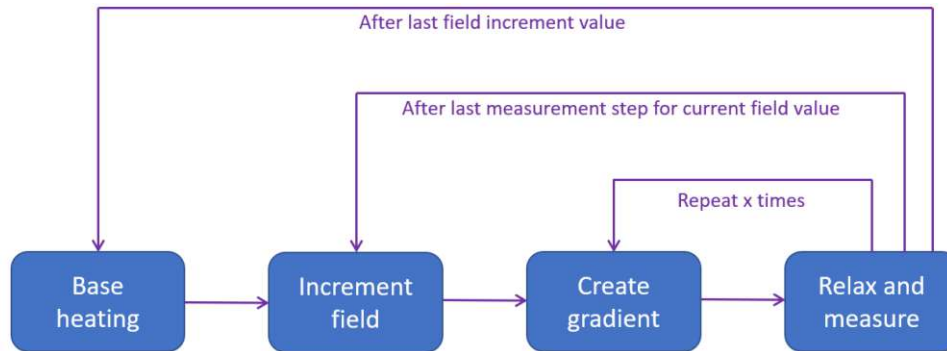 After last field increment value
After last measurement step for current field value
Repeat x times
Base
heating
Increment
field
Create
gradient
Relax and
measure